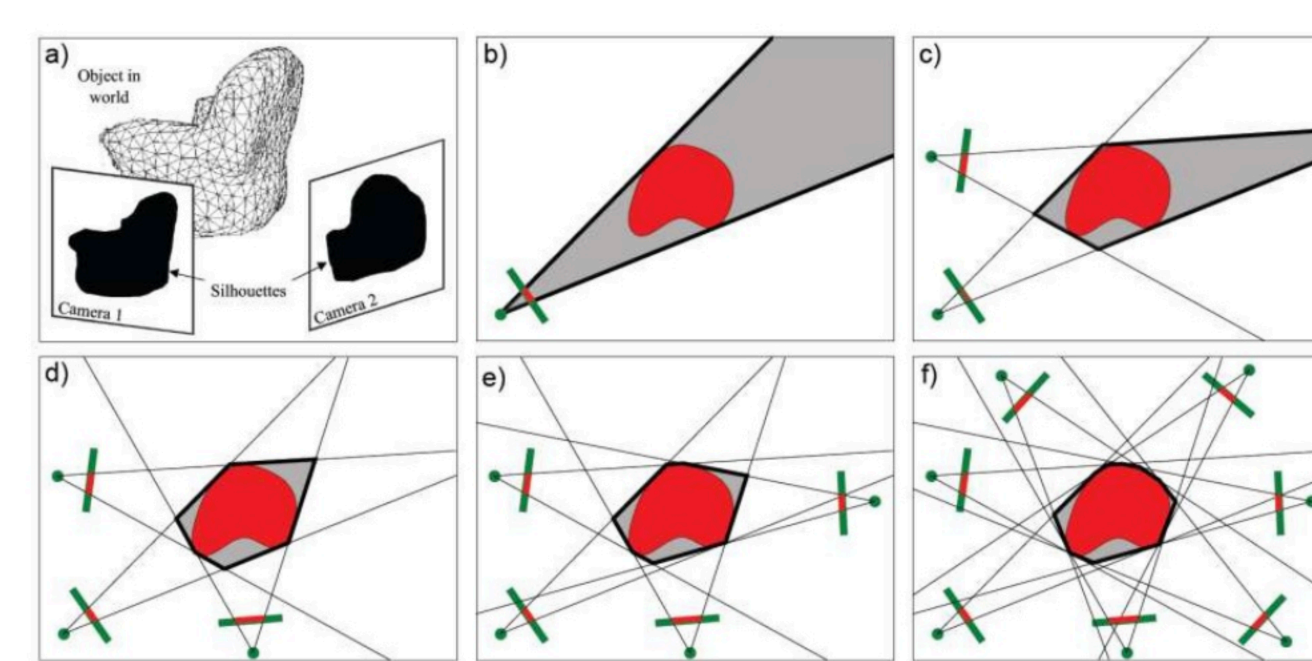 a)
Object in
world
Silhouettes
Camera 1
Camera 2
b)
c)
d)
e)
f)